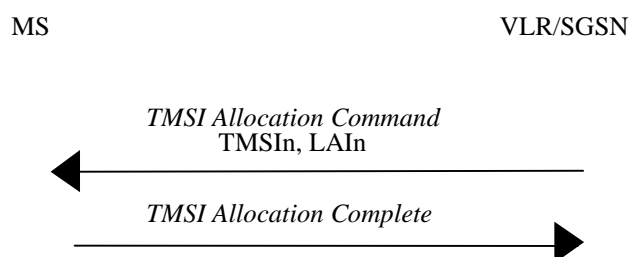 MS VLR/SGSN
TMSI Allocation Command
TMSIn, LAIn
TMSI Allocation Complete